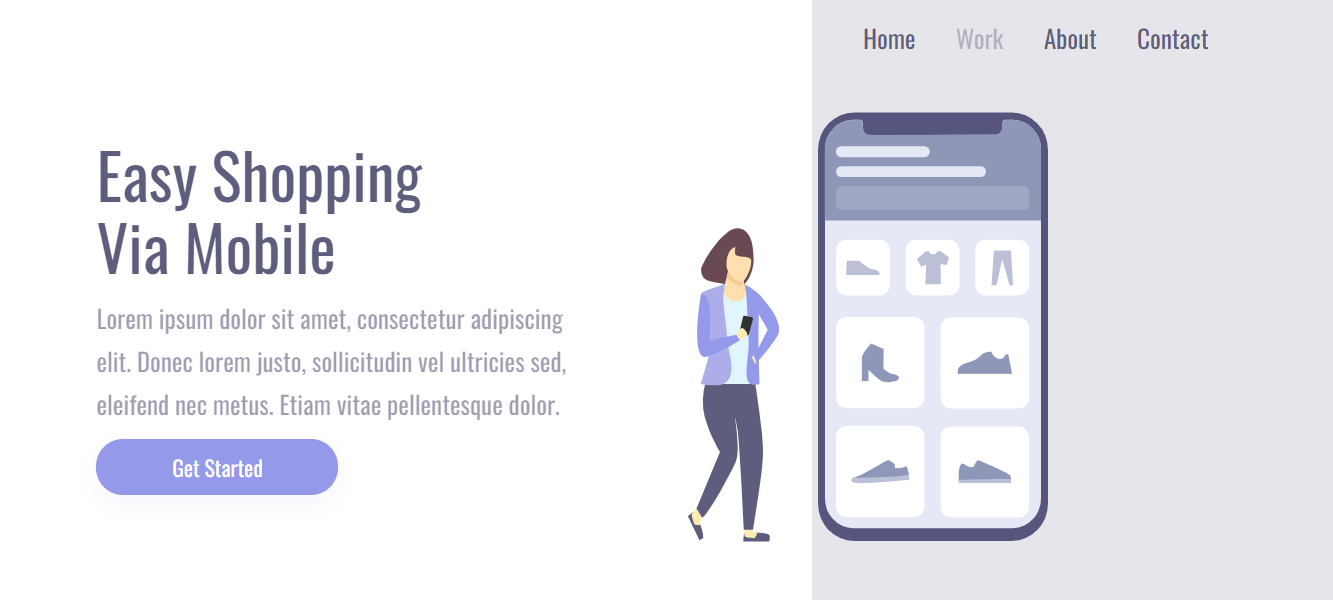 Home Work About Contact
Easy Shopping
Via Mobile
Lorem ipsum dolor sit amet, consectetur adipiscing
elit. Donec lorem justo, sollicitudin vel ultricies sed,
eleifend nec metus. Etiam vitae pellentesque dolor.
Get Started